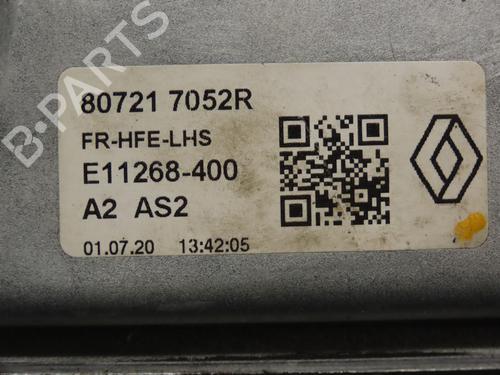 B-PARTS
80721 7052R
FR-HFE-LHS
E11268-400
A2 AS2
01.07.20 13:42:05